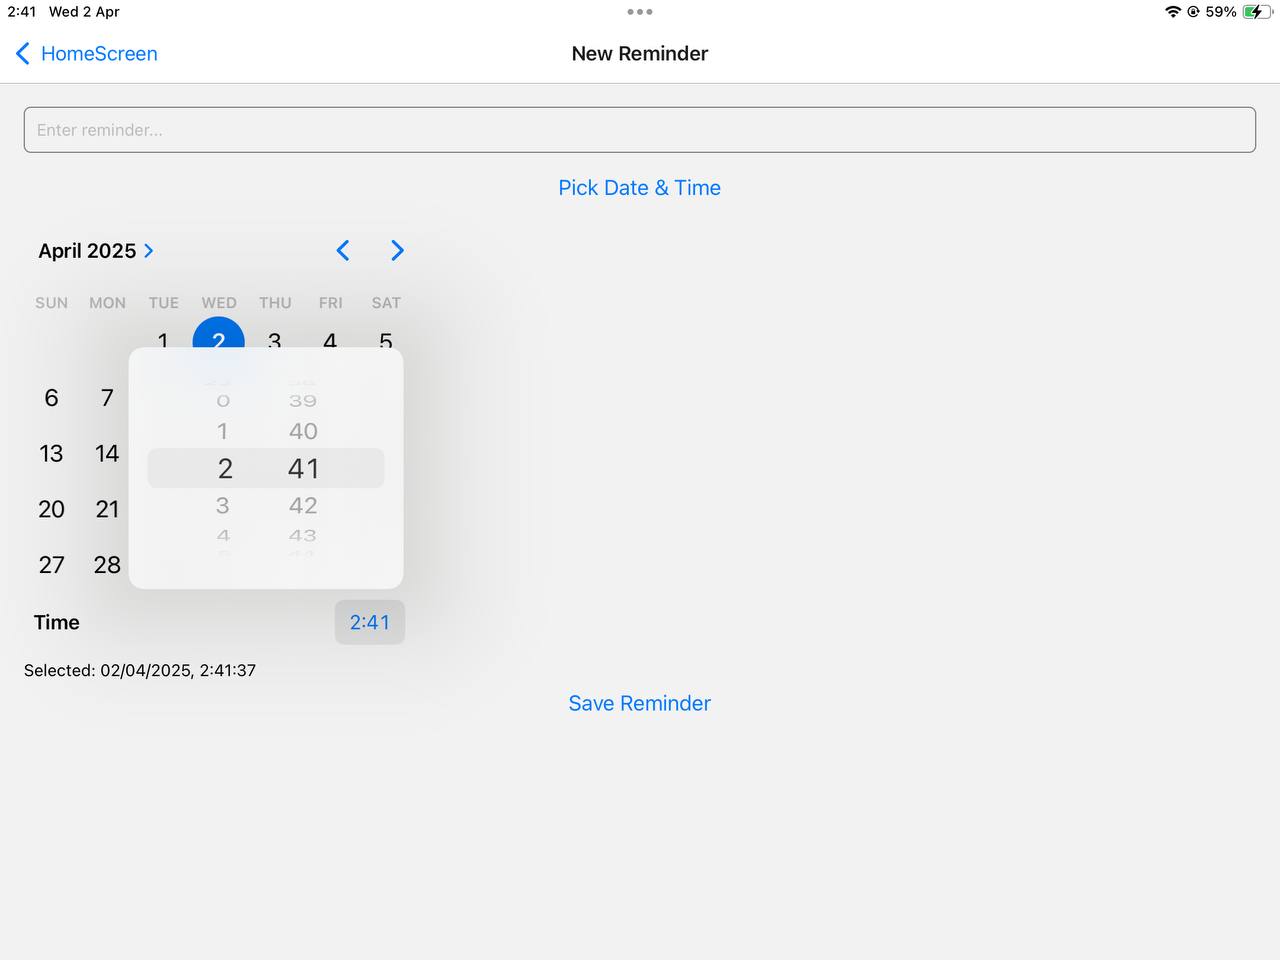 2:41 Wed 2 Apr 59%
HomeScreen New Reminder
Enter reminder...
Pick Date & Time
April 2025
SUN MON TUE WED THU FRI SAT
1 2 3 4 5
6 7
13 14
20 21
27 28
0 39
1 40
2 41
3 42
4 43
Time 2:41
Selected: 02/04/2025, 2:41:37
Save Reminder